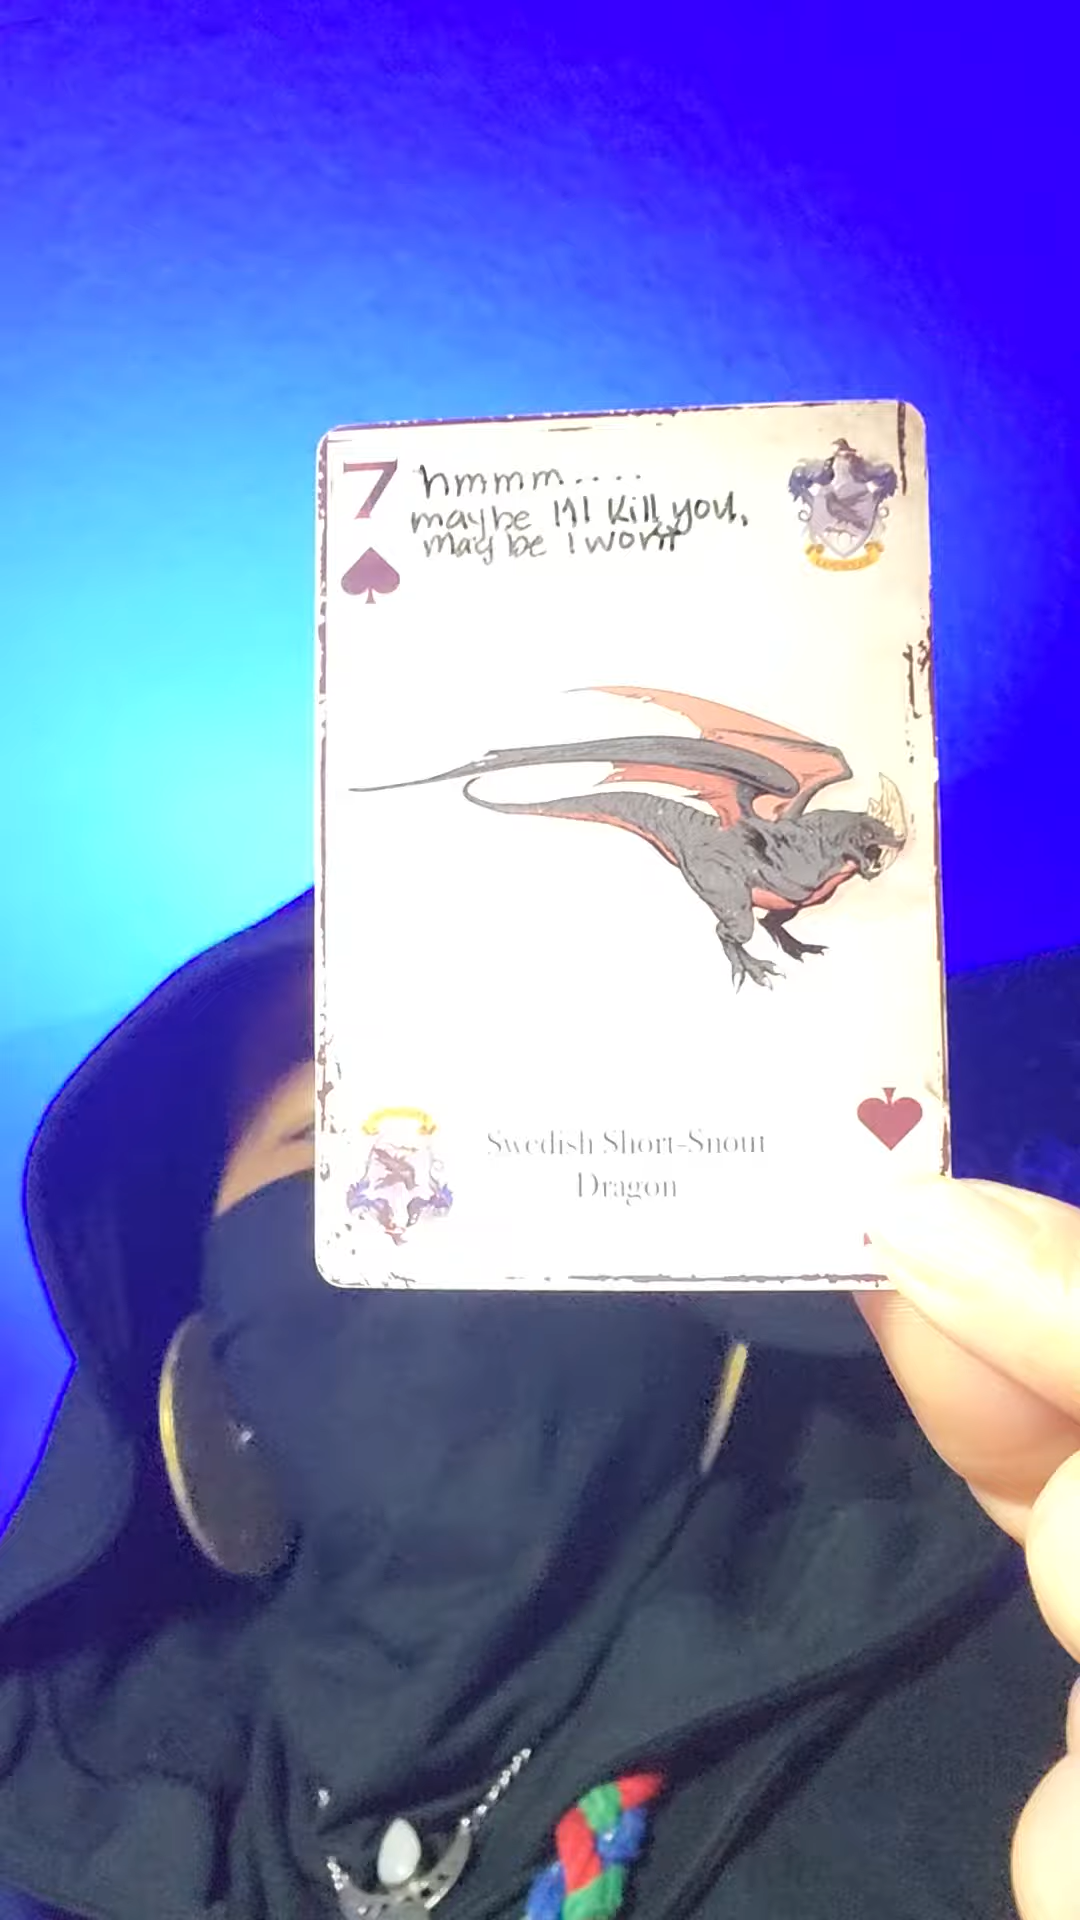 7
hmmm....
maybe I'll kill you,
maybe I won't
Swedish Short-Snout
Dragon